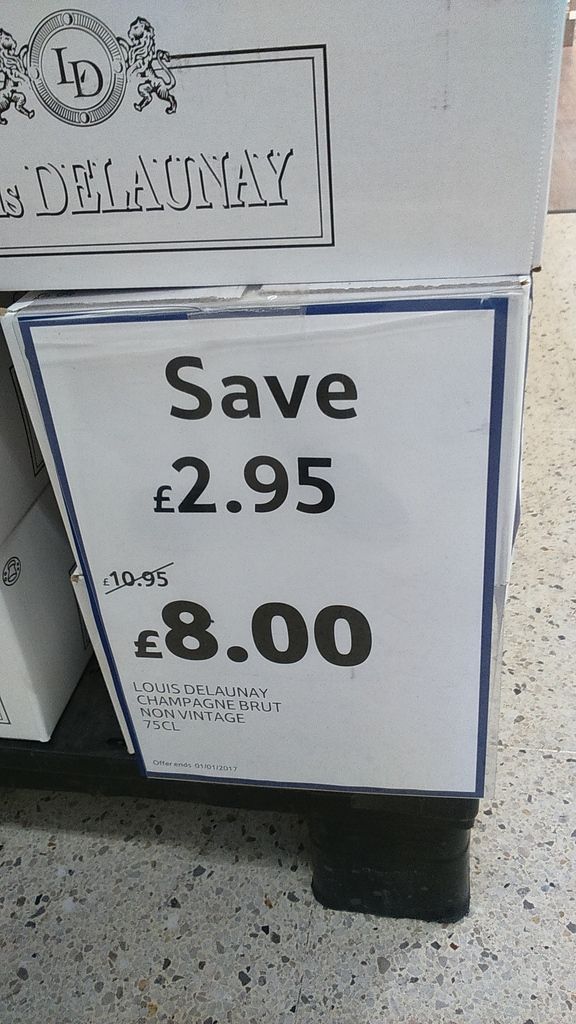 LD
s DELAUNAY
Save
£2.95
£10.95
£8.00
LOUIS DELAUNAY
CHAMPAGNE BRUT
NON VINTAGE
75CL
Offer ends 01/01/2017